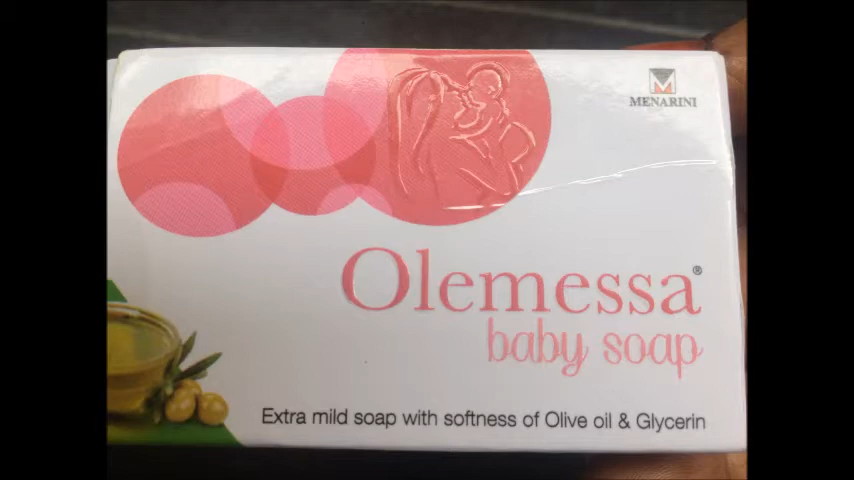 MENARINI
Olemessa®
baby soap
Extra mild soap with softness of Olive oil & Glycerin